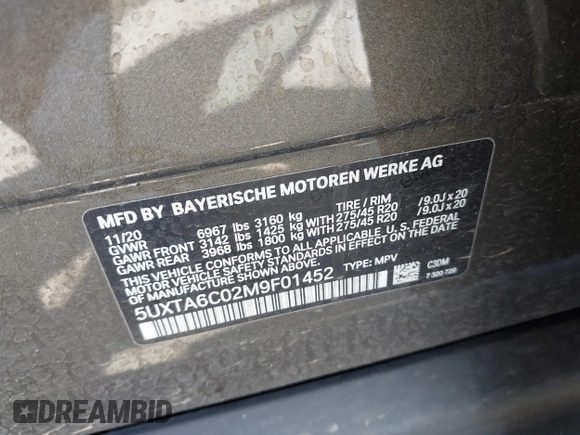 MFD BY BAYERISCHE MOTOREN WERKE AG
11/20 TIRE / RIM
GVWR 6967 lbs 3160 kg
GAWR FRONT 3142 lbs 1425 kg WITH 275/45 R20 /9.0J x 20
GAWR REAR 3968 lbs 1800 kg WITH 275/45 R20 /9.0J x 20
THIS VEHICLE CONFORMS TO ALL APPLICABLE U.S. FEDERAL
MOTOR VEHICLE SAFETY STANDARDS IN EFFECT ON THE DATE
OF MANUFACTURE SHOWN ABOVE.
5UXTA6C02M9F01452 TYPE: MPV C3DM
7 300 729
DREAMBID